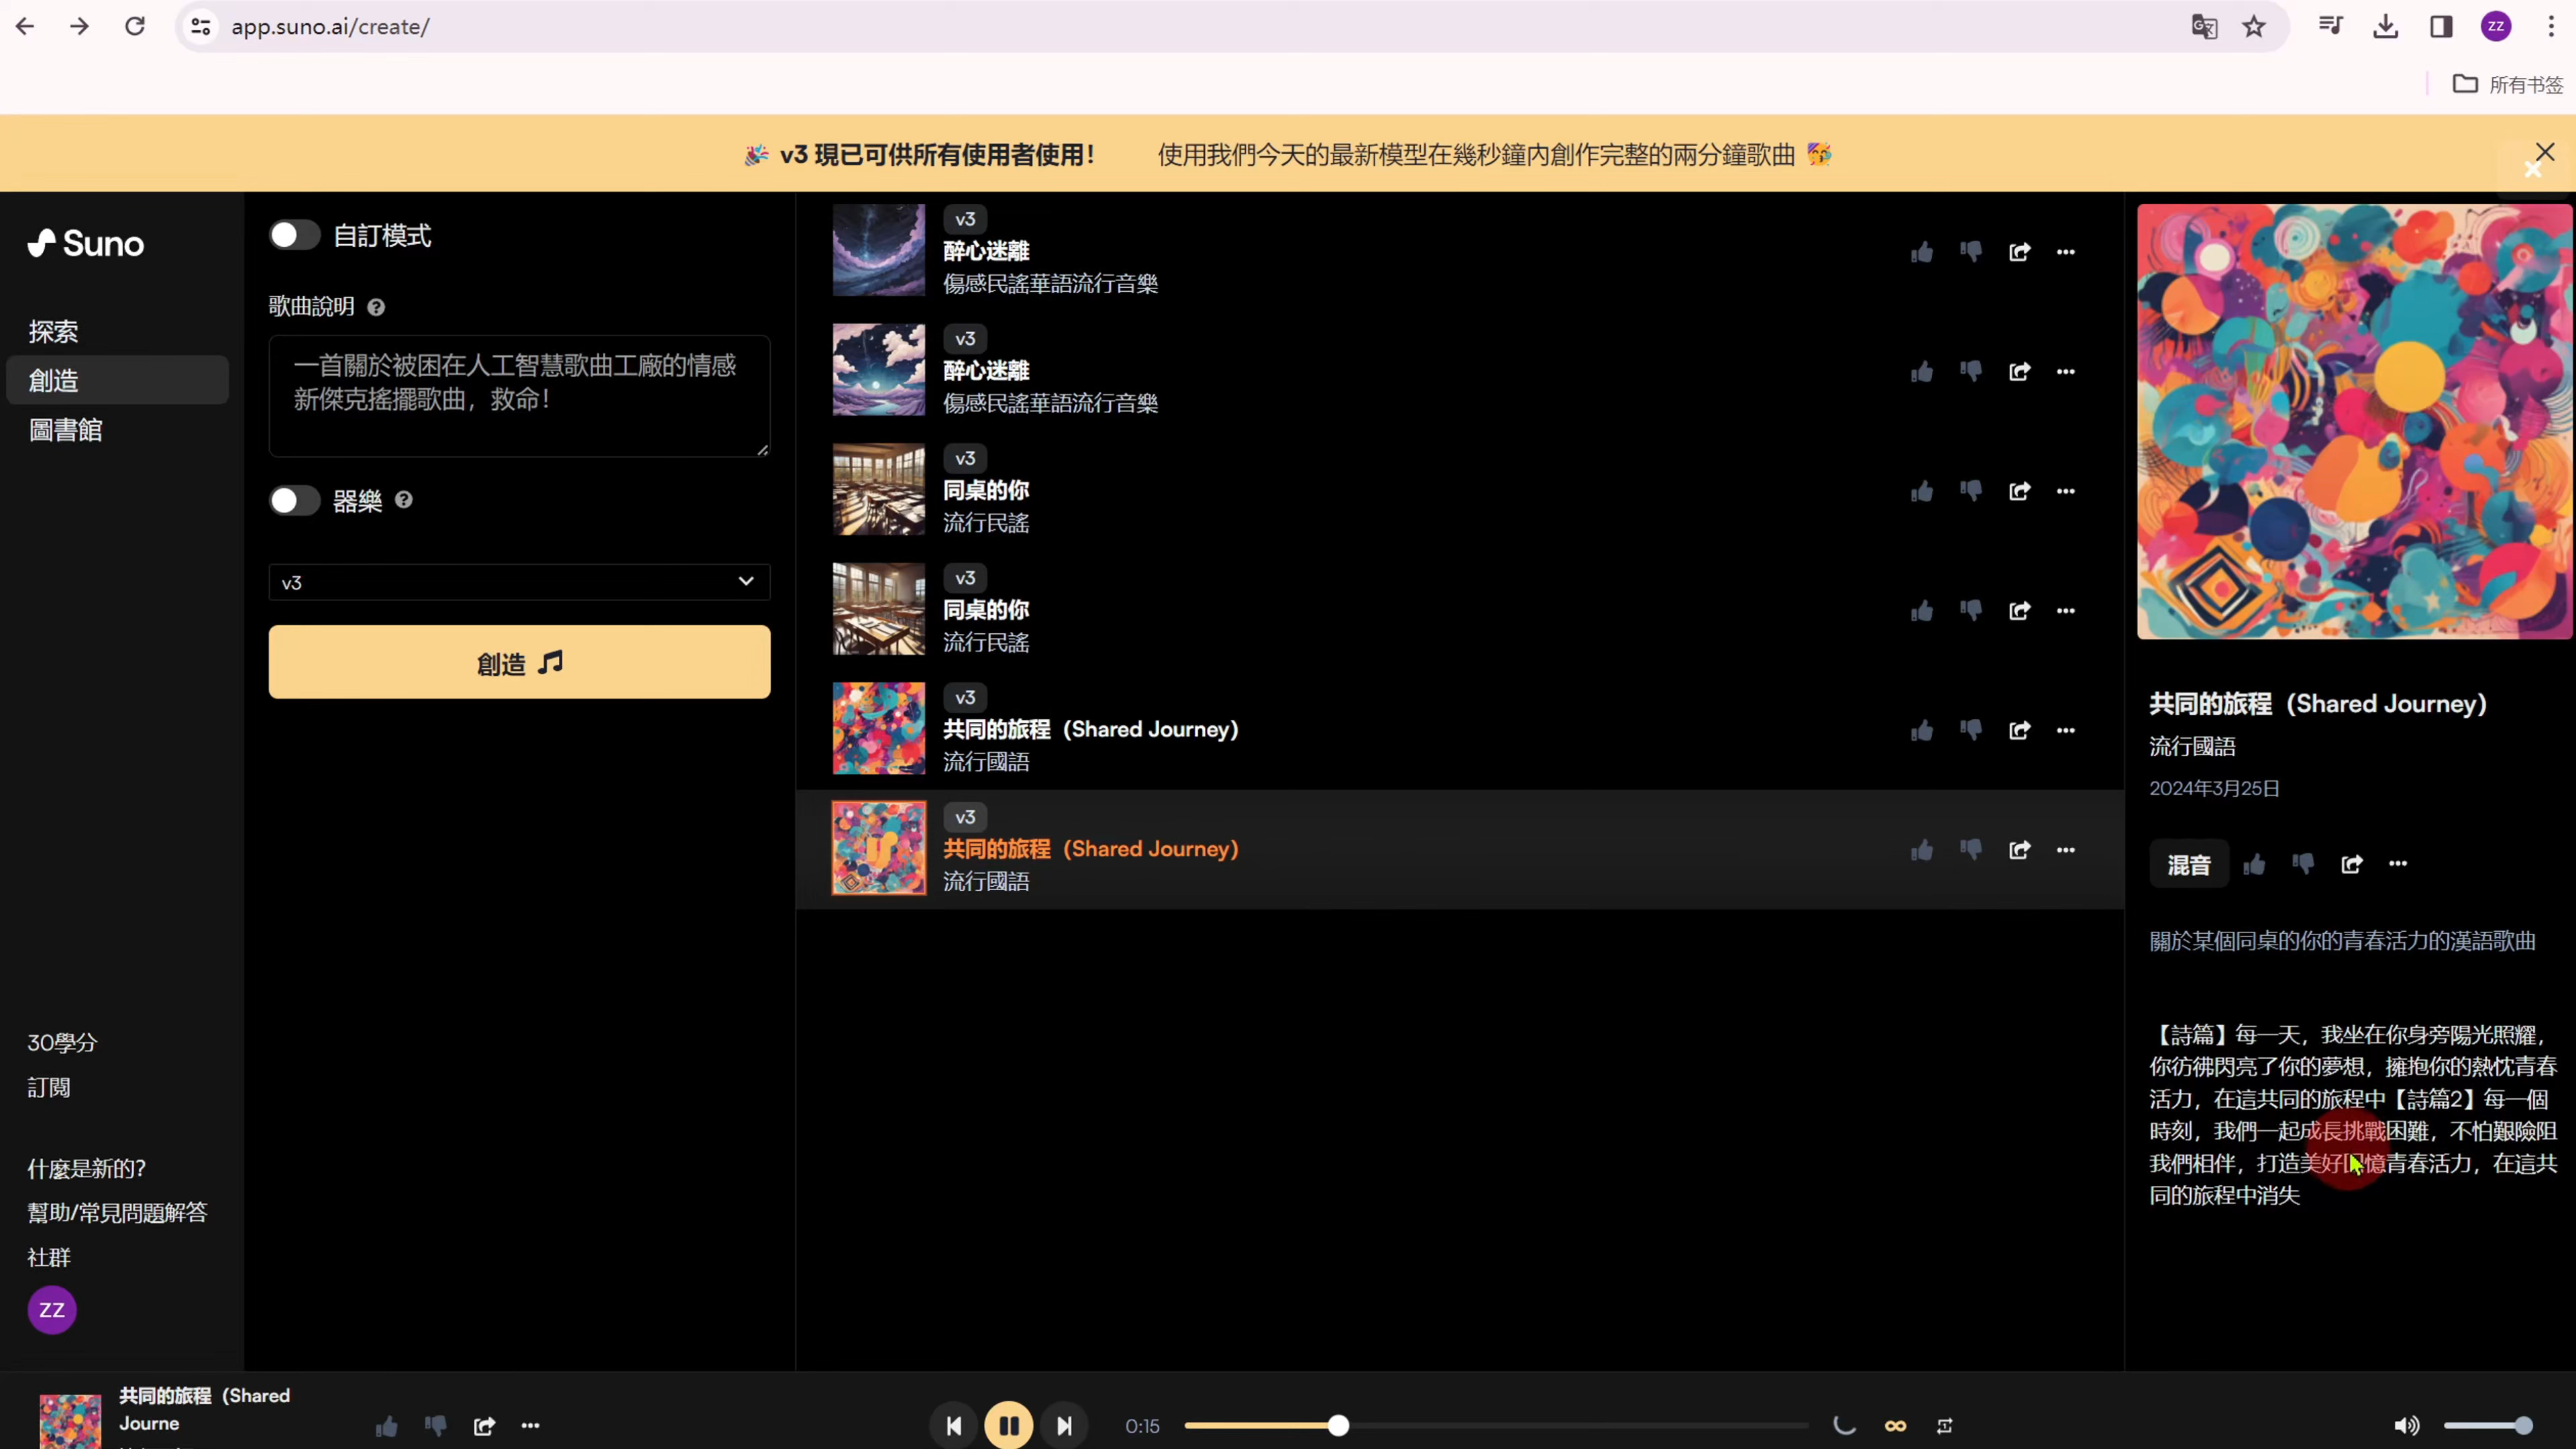 app.suno.ai/create/
ZZ
所有书签
v3 現已可供所有使用者使用！ 使用我們今天的最新模型在幾秒鐘內創作完整的兩分鐘歌曲
Suno
探索
創造
圖書館
30學分
訂閱
什麼是新的？
幫助/常見問題解答
社群
ZZ
自訂模式
歌曲說明
一首關於被困在人工智慧歌曲工廠的情感
新傑克搖擺歌曲，救命！
器樂
v3
創造
v3
醉心迷離
傷感民謠華語流行音樂
v3
醉心迷離
傷感民謠華語流行音樂
v3
同桌的你
流行民謠
v3
同桌的你
流行民謠
v3
共同的旅程（Shared Journey）
流行國語
v3
共同的旅程（Shared Journey）
流行國語
共同的旅程（Shared Journey）
流行國語
2024年3月25日
混音
關於某個同桌的你的青春活力的漢語歌曲
【詩篇】每一天，我坐在你身旁陽光照耀，
你彷彿閃亮了你的夢想，擁抱你的熱忱青春
活力，在這共同的旅程中【詩篇2】每一個
時刻，我們一起成長挑戰困難，不怕艱險阻
我們相伴，打造美好回憶青春活力，在這共
同的旅程中消失
共同的旅程（Shared
Journe
0:15